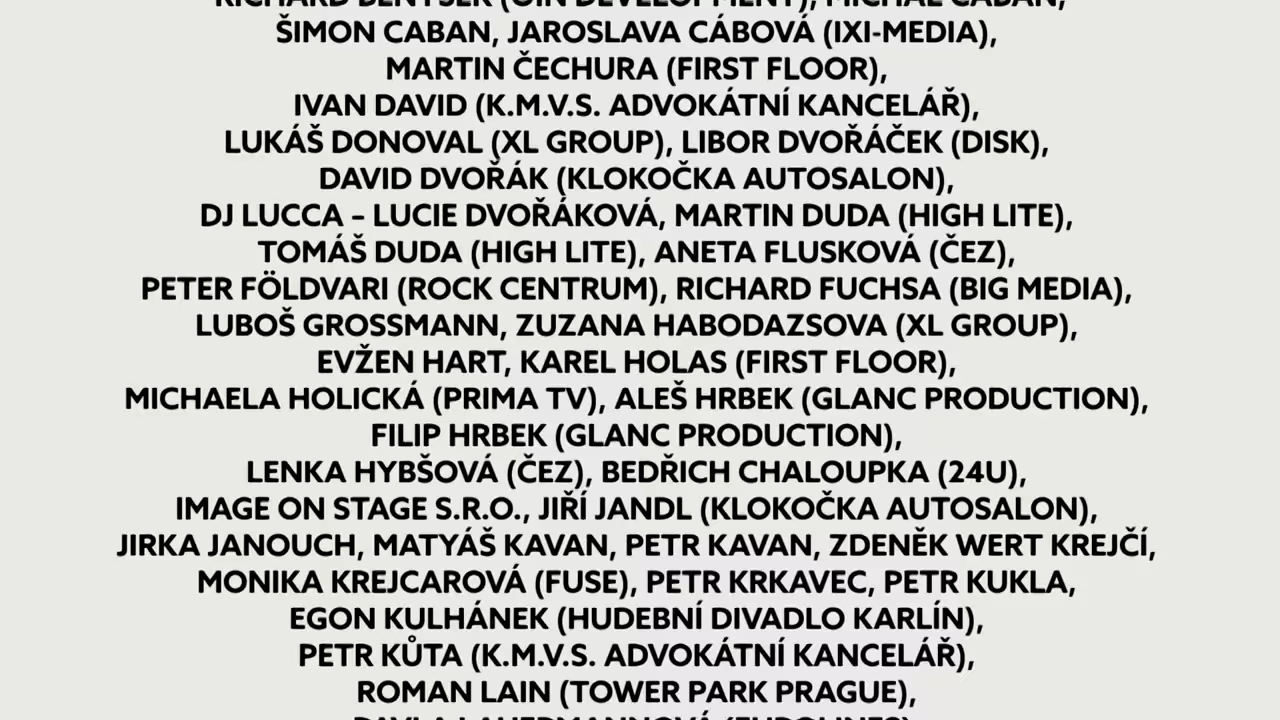 ŠIMON CABAN, JAROSLAVA CÁBOVÁ (IXI-MEDIA),
MARTIN ČECHURA (FIRST FLOOR),
IVAN DAVID (K.M.V.S. ADVOKÁTNÍ KANCELÁŘ),
LUKÁŠ DONOVAL (XL GROUP), LIBOR DVOŘÁČEK (DISK),
DAVID DVOŘÁK (KLOKOČKA AUTOSALON),
DJ LUCCA – LUCIE DVOŘÁKOVÁ, MARTIN DUDA (HIGH LITE),
TOMÁŠ DUDA (HIGH LITE), ANETA FLUSKOVÁ (ČEZ),
PETER FÖLDVARI (ROCK CENTRUM), RICHARD FUCHSA (BIG MEDIA),
LUBOŠ GROSSMANN, ZUZANA HABODAZSOVA (XL GROUP),
EVŽEN HART, KAREL HOLAS (FIRST FLOOR),
MICHAELA HOLICKÁ (PRIMA TV), ALEŠ HRBEK (GLANC PRODUCTION),
FILIP HRBEK (GLANC PRODUCTION),
LENKA HYBŠOVÁ (ČEZ), BEDŘICH CHALOUPKA (24U),
IMAGE ON STAGE S.R.O., JIŘÍ JANDL (KLOKOČKA AUTOSALON),
JIRKA JANOUCH, MATYÁŠ KAVAN, PETR KAVAN, ZDENĚK WERT KREJČÍ,
MONIKA KREJCAROVÁ (FUSE), PETR KRKAVEC, PETR KUKLA,
EGON KULHÁNEK (HUDEBNÍ DIVADLO KARLÍN),
PETR KŮTA (K.M.V.S. ADVOKÁTNÍ KANCELÁŘ),
ROMAN LAIN (TOWER PARK PRAGUE),